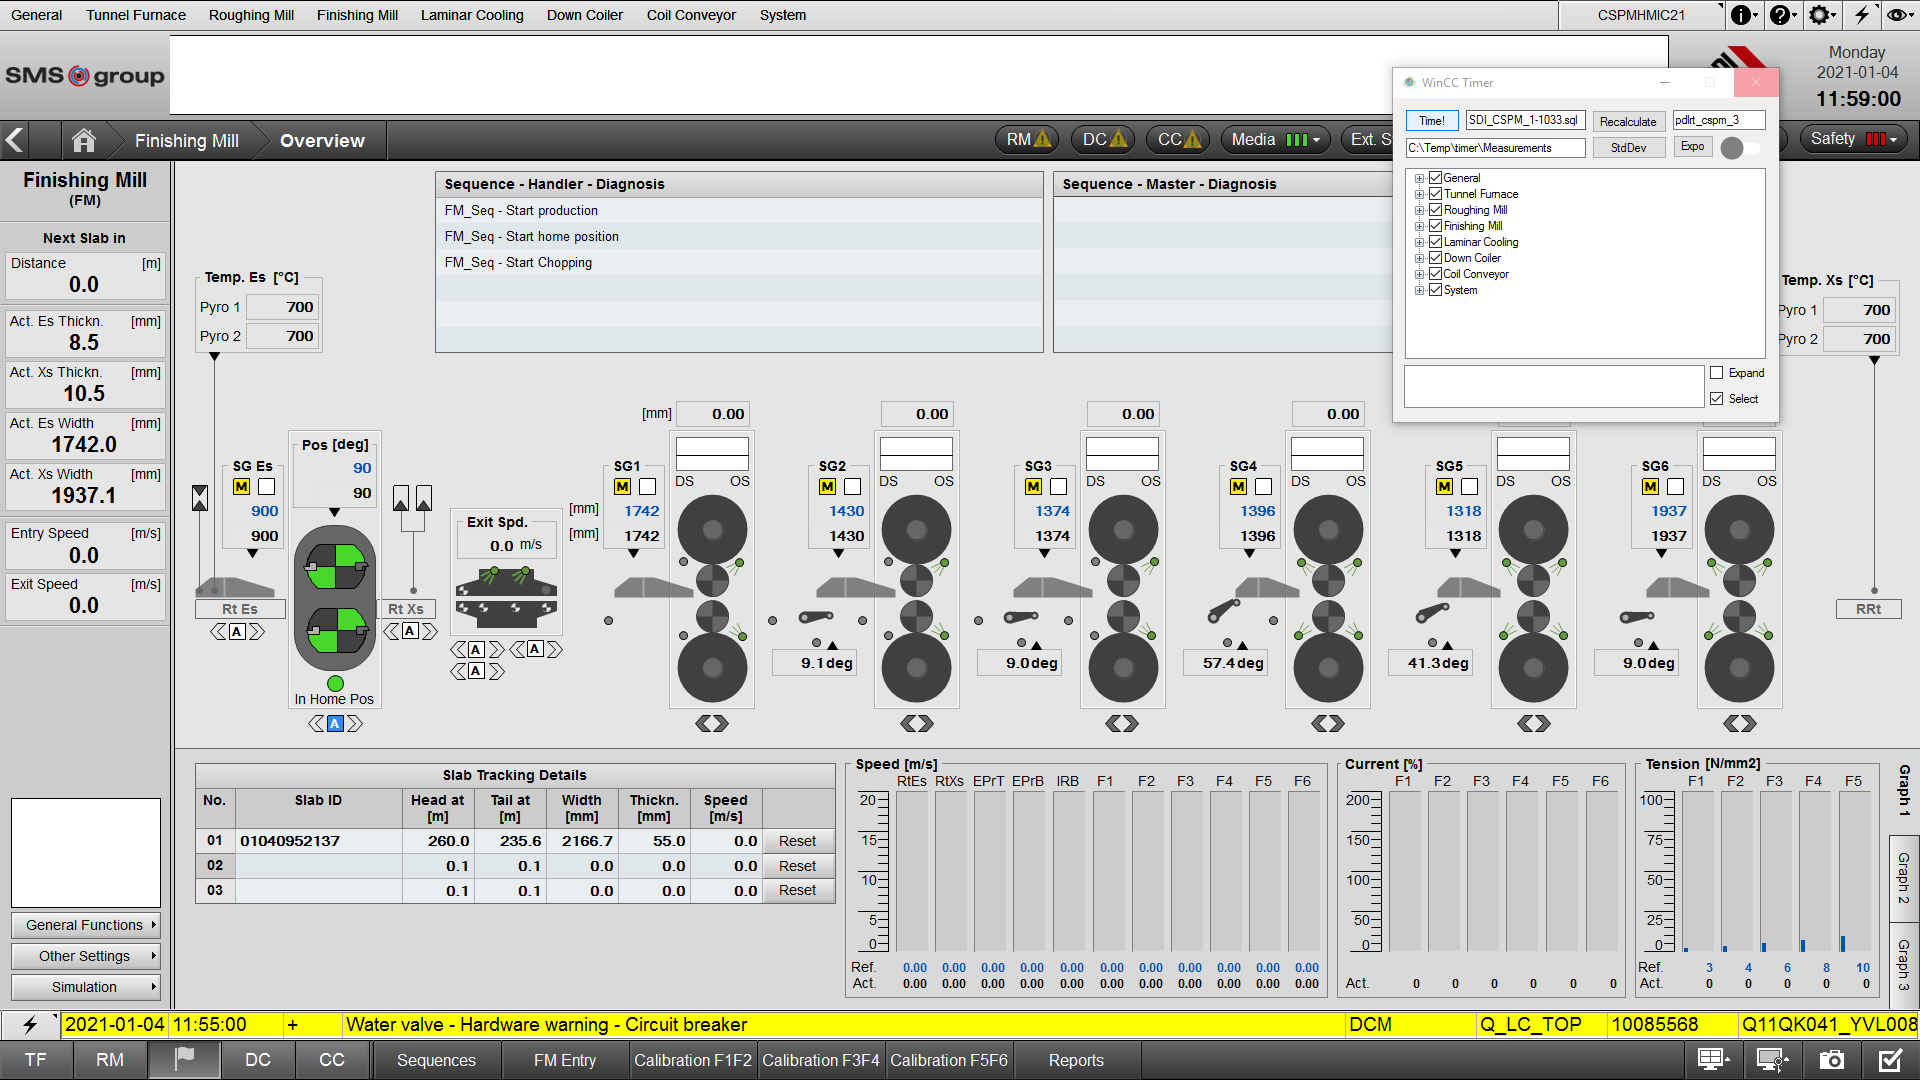 General Tunnel Furnace Roughing Mill Finishing Mill Laminar Cooling Down Coiler Coil Conveyor System CSPMHMIC21
SMS group
Monday
2021-01-04
11:59:00
Finishing Mill Overview RM DC CC Media Ext. S Safety
WinCC Timer
Time! SDI_CSPM_1-1033.sql Recalculate pdlrt_cspm_3
C:\Temp\timer\Measurements StdDev Expo
General
Tunnel Furnace
Roughing Mill
Finishing Mill
Laminar Cooling
Down Coiler
Coil Conveyor
System
Expand
Select
Finishing Mill
(FM)
Next Slab in
Distance [m]
0.0
Act. Es Thickn. [mm]
8.5
Act. Xs Thickn. [mm]
10.5
Act. Es Width [mm]
1742.0
Act. Xs Width [mm]
1937.1
Entry Speed [m/s]
0.0
Exit Speed [m/s]
0.0
General Functions
Other Settings
Simulation
Sequence - Handler - Diagnosis
FM_Seq - Start production
FM_Seq - Start home position
FM_Seq - Start Chopping
Sequence - Master - Diagnosis
Temp. Es [°C]
Pyro 1 700
Pyro 2 700
Temp. Xs [°C]
Pyro 1 700
Pyro 2 700
[mm] 0.00 0.00 0.00 0.00
Pos [deg]
90
90
SG Es
M
900
900
Rt Es
A
In Home Pos
A
Rt Xs
A
Exit Spd.
0.0 m/s
A A
A
[mm]
[mm]
SG1
M
1742
1742
DS OS
SG2
M
1430
1430
DS OS
9.1 deg
SG3
M
1374
1374
DS OS
9.0 deg
SG4
M
1396
1396
DS OS
57.4 deg
SG5
M
1318
1318
DS OS
41.3 deg
SG6
M
1937
1937
DS OS
9.0 deg
RRt
Slab Tracking Details
No. Slab ID Head at [m] Tail at [m] Width [mm] Thickn. [mm] Speed [m/s]
01 01040952137 260.0 235.6 2166.7 55.0 0.0 Reset
02 0.1 0.1 0.0 0.0 0.0 Reset
03 0.1 0.1 0.0 0.0 0.0 Reset
Speed [m/s]
RtEs RtXs EPrT EPrB IRB F1 F2 F3 F4 F5 F6
20
15
10
5
0
Ref. 0.00 0.00 0.00 0.00 0.00 0.00 0.00 0.00 0.00 0.00 0.00
Act. 0.00 0.00 0.00 0.00 0.00 0.00 0.00 0.00 0.00 0.00 0.00
Current [%]
F1 F2 F3 F4 F5 F6
200
150
100
50
0
Act. 0 0 0 0 0 0
Tension [N/mm2]
F1 F2 F3 F4 F5
100
75
50
25
0
Ref. 3 4 6 8 10
Act. 0 0 0 0 0
Graph 1
Graph 2
Graph 3
2021-01-04 11:55:00 + Water valve - Hardware warning - Circuit breaker DCM Q_LC_TOP 10085568 Q11QK041_YVL008
TF RM DC CC Sequences FM Entry Calibration F1F2 Calibration F3F4 Calibration F5F6 Reports